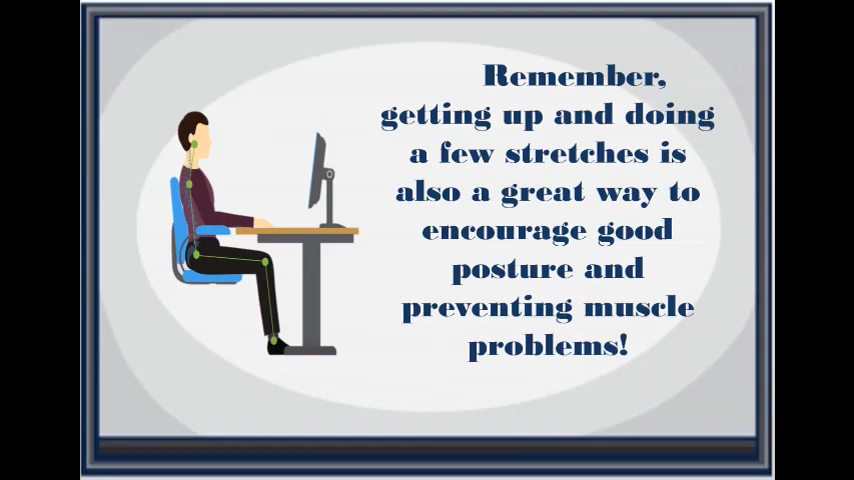 Remember,
getting up and doing
a few stretches is
also a great way to
encourage good
posture and
preventing muscle
problems!